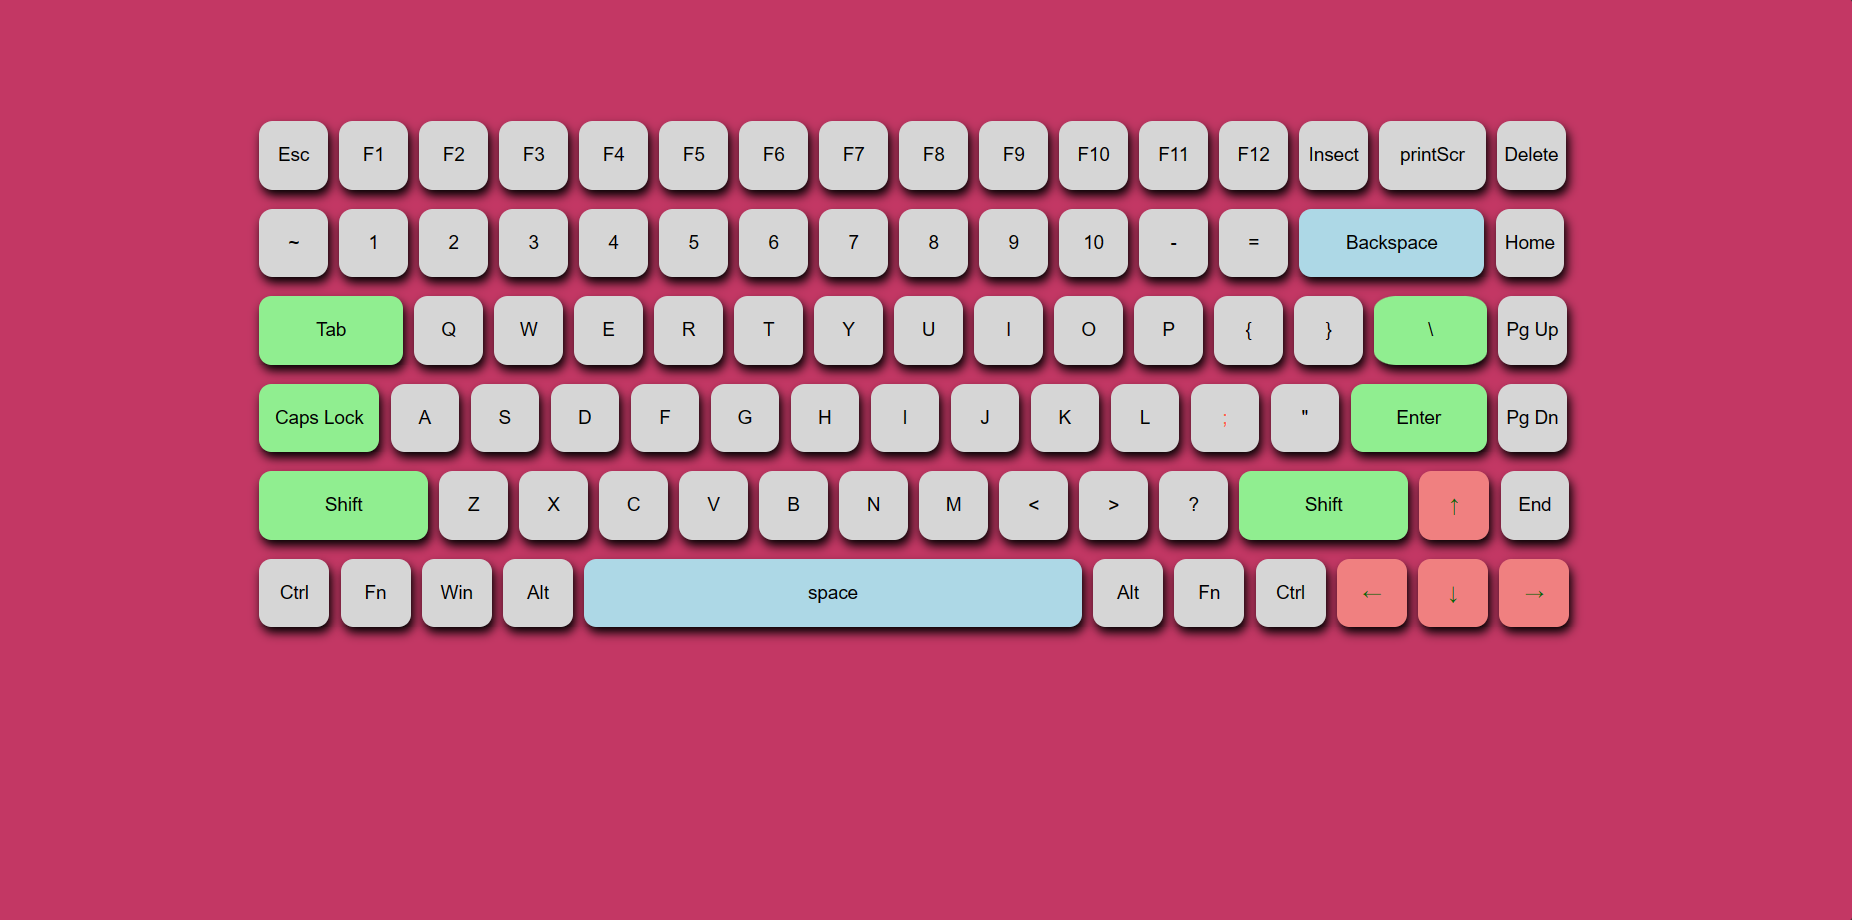 Esc F1 F2 F3 F4 F5 F6 F7 F8 F9 F10 F11 F12 Insect printScr Delete
~ 1 2 3 4 5 6 7 8 9 10 - = Backspace Home
Tab Q W E R T Y U I O P { } \ Pg Up
Caps Lock A S D F G H I J K L ; " Enter Pg Dn
Shift Z X C V B N M < > ? Shift ↑ End
Ctrl Fn Win Alt space Alt Fn Ctrl ← ↓ →